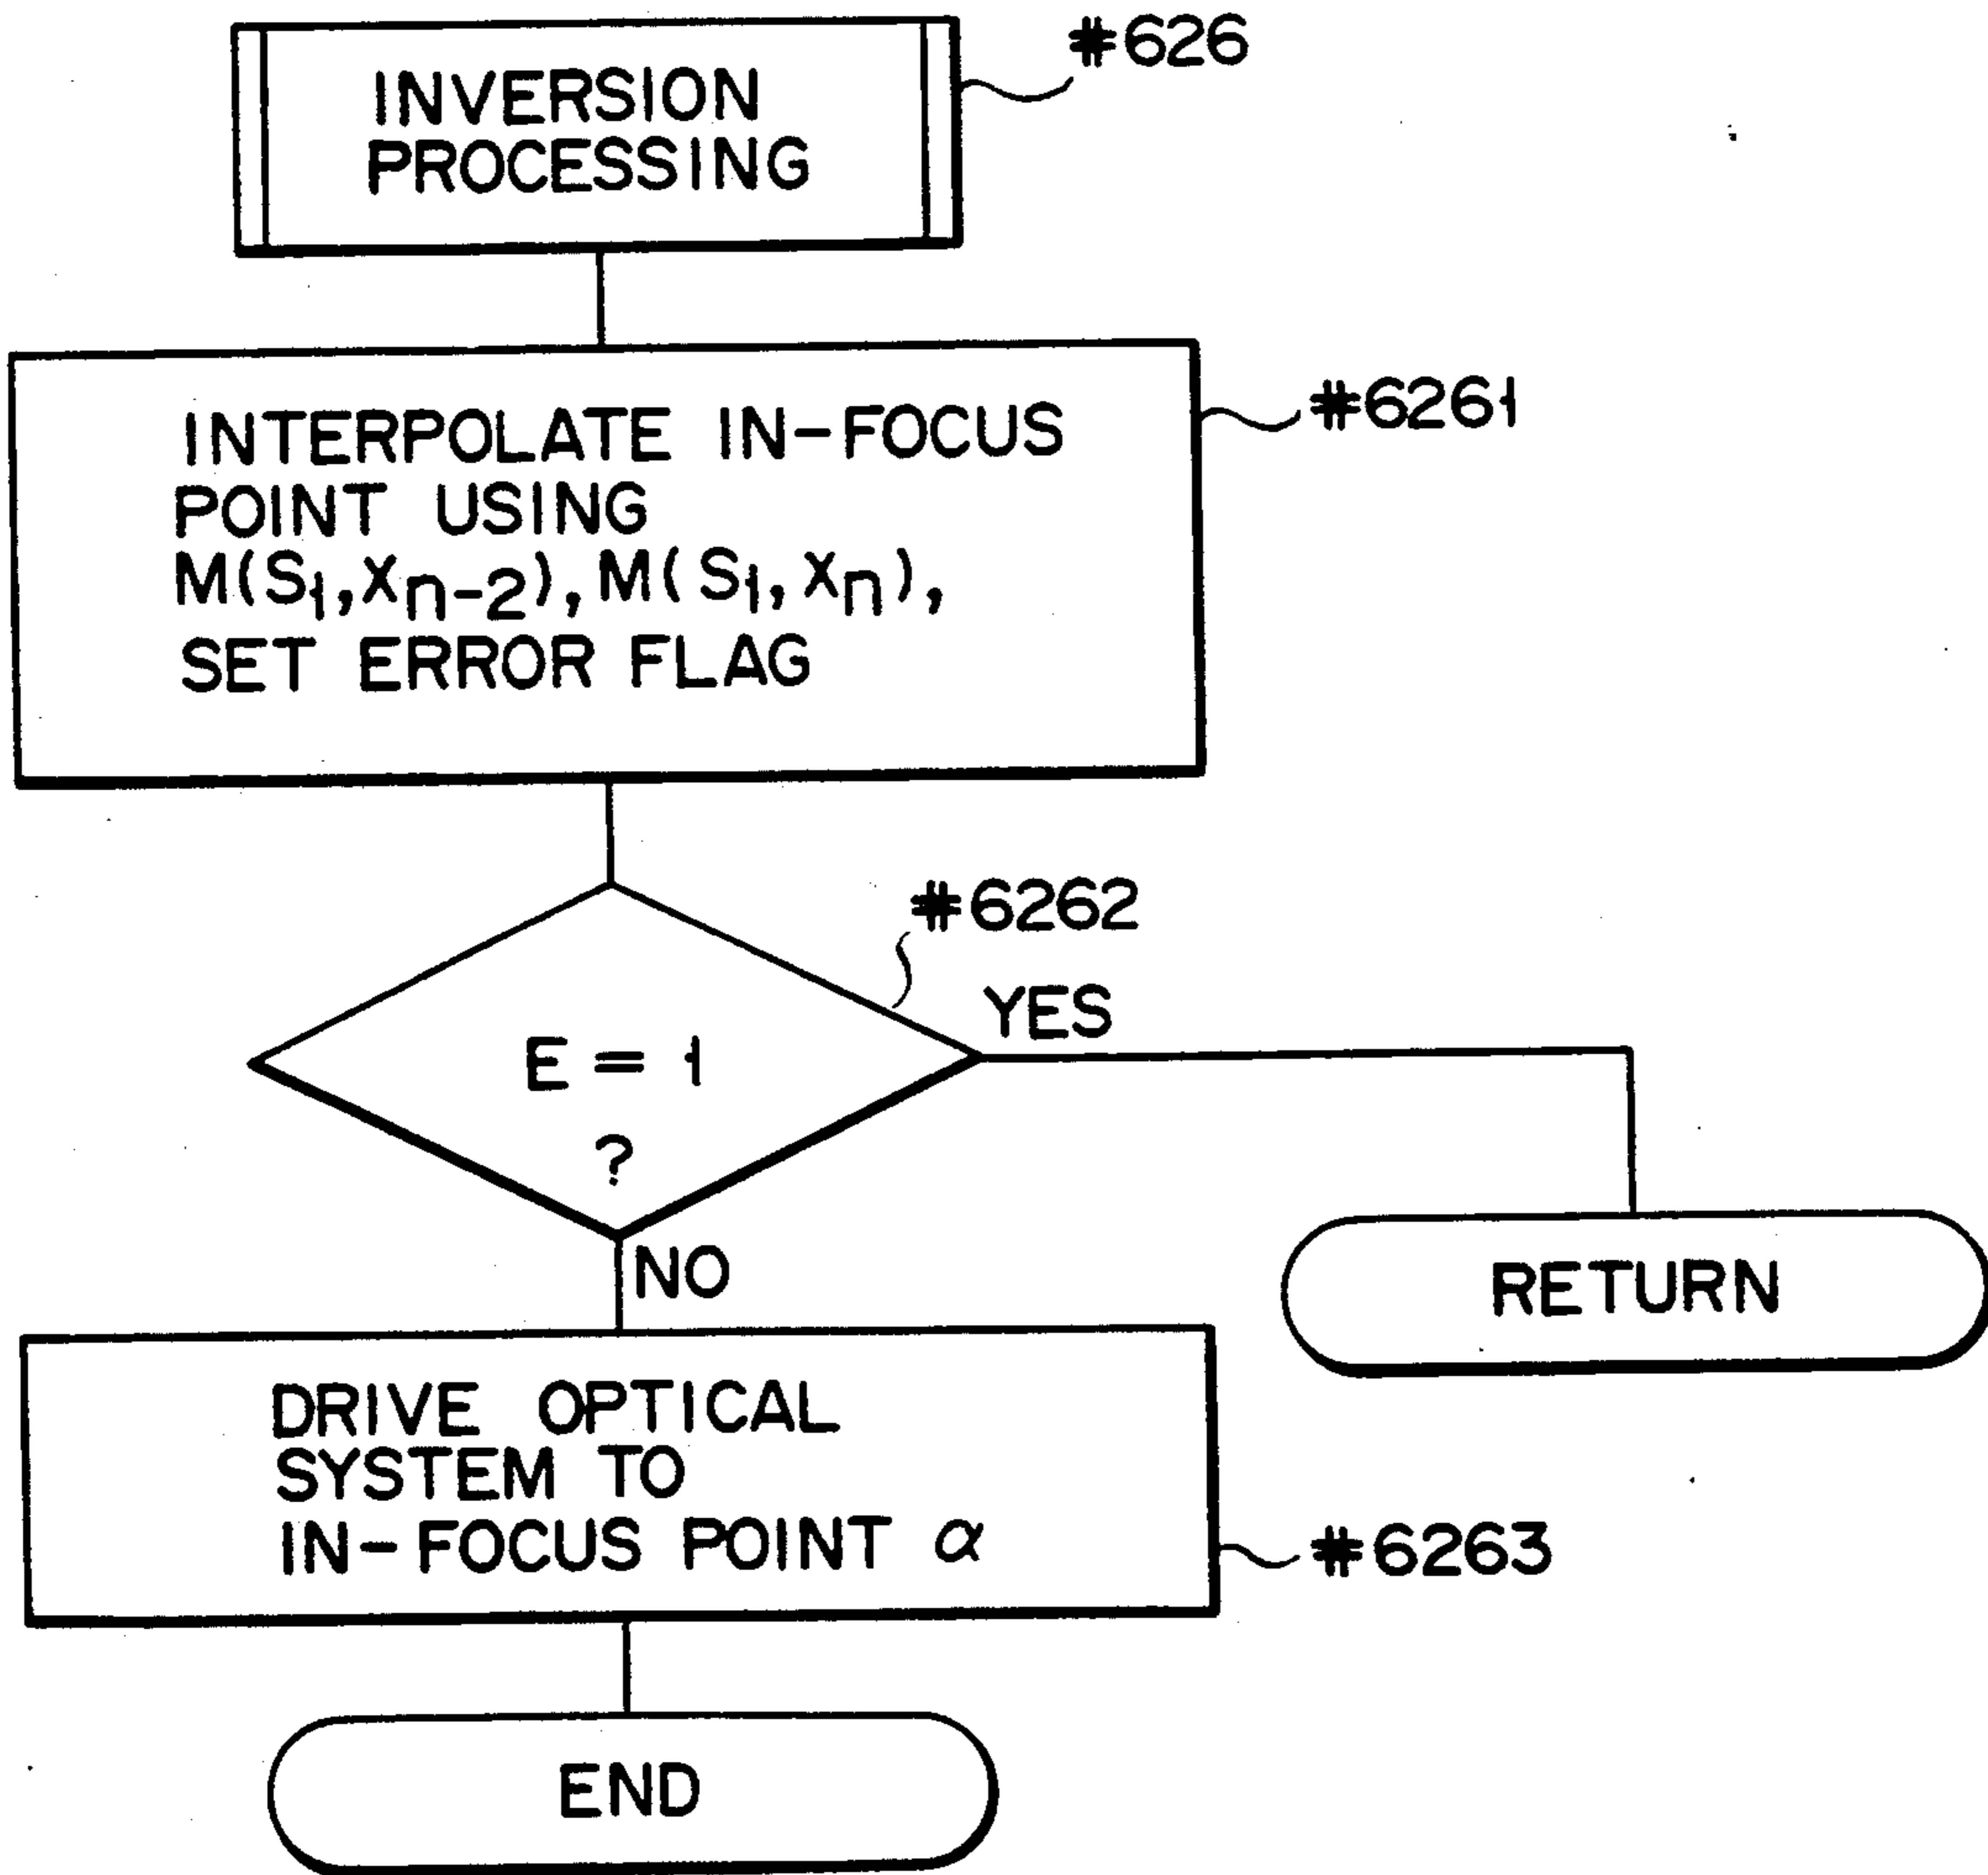 INVERSION
PROCESSING
#626
INTERPOLATE IN-FOCUS
POINT USING
M(S1,Xn-2), M(S1,Xn),
SET ERROR FLAG
#6261
#6262
E = 1
?
YES
NO
RETURN
DRIVE OPTICAL
SYSTEM TO
IN-FOCUS POINT α
#6263
END